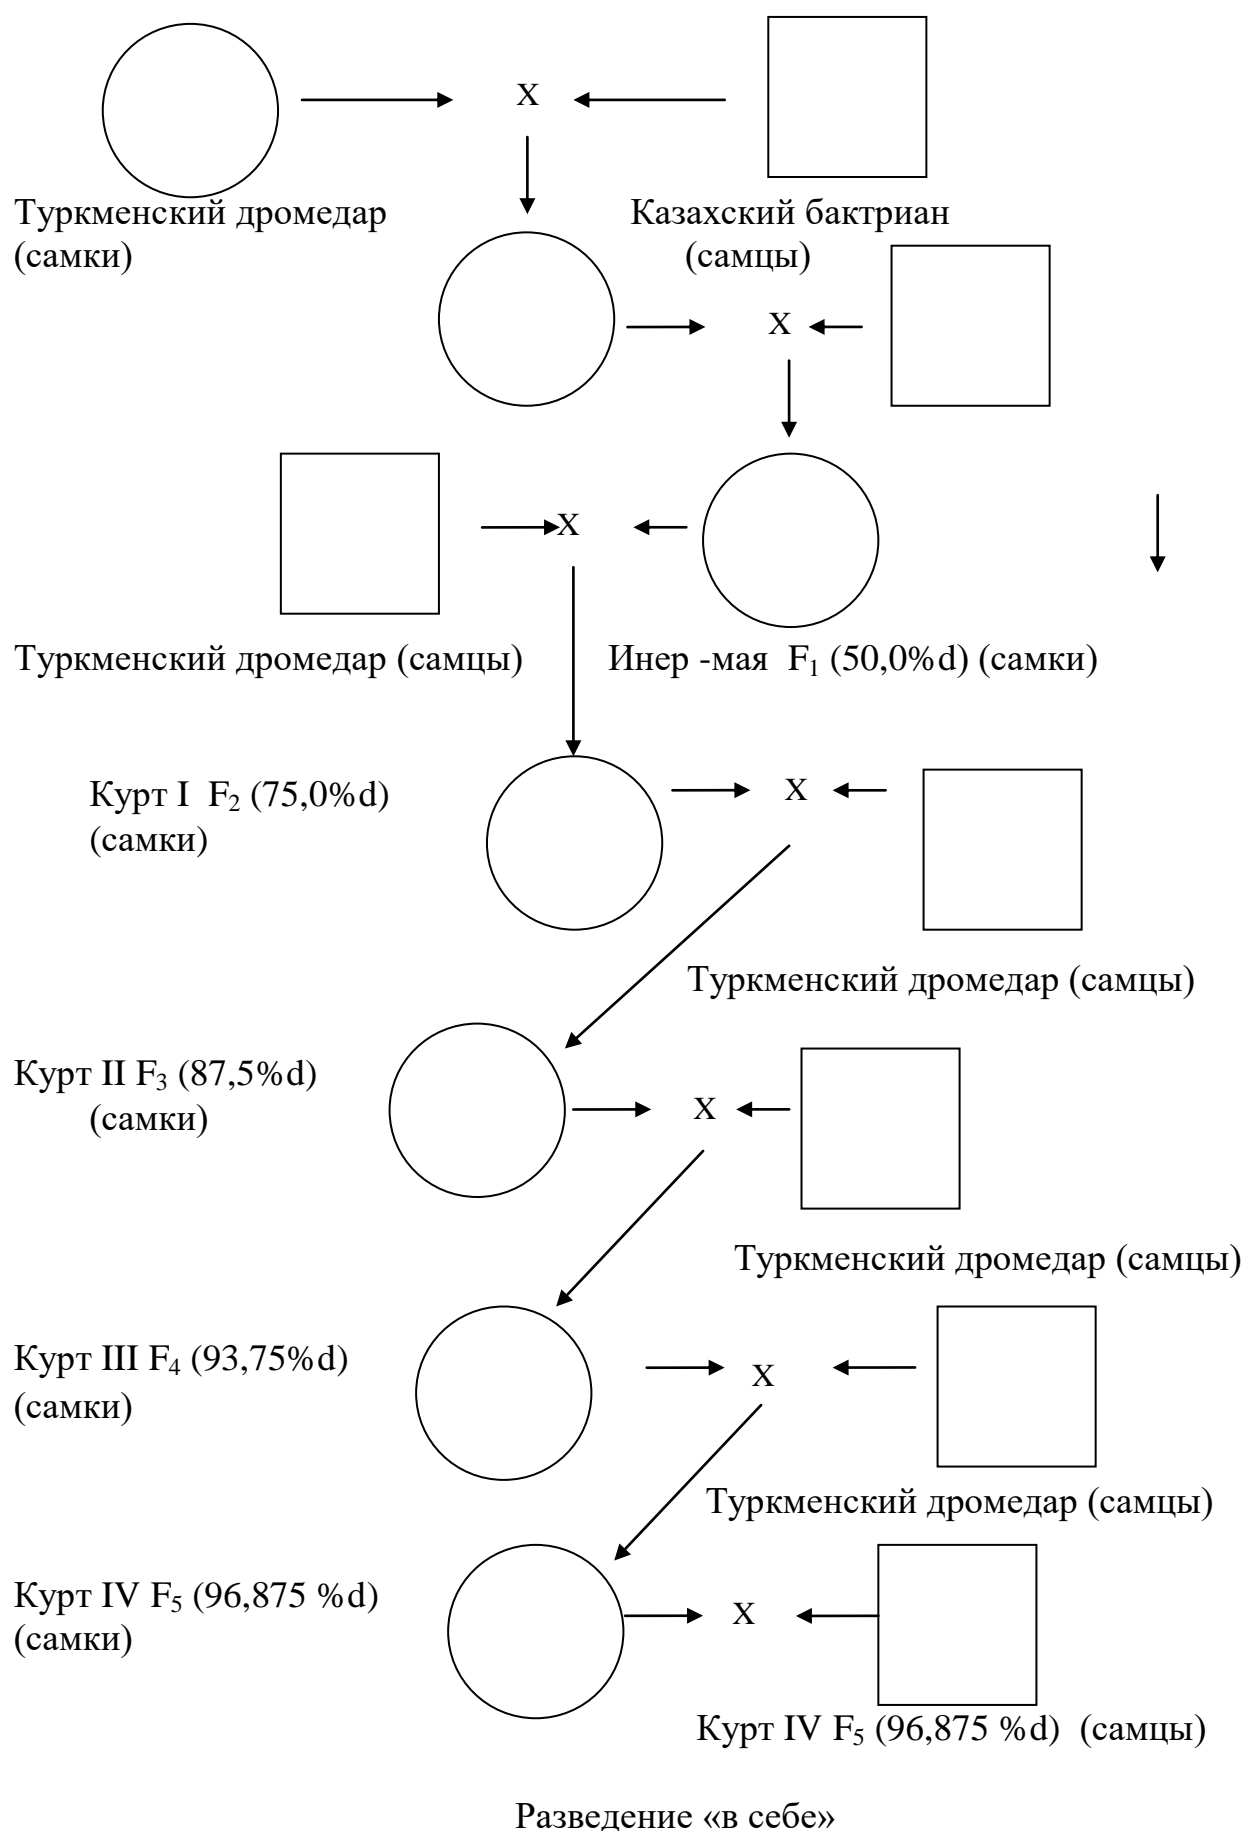 X
Туркменский дромедар
(самки)
Казахский бактриан
(самцы)
X
X
Туркменский дромедар (самцы)
Инер -мая F₁ (50,0%d) (самки)
Курт I F₂ (75,0%d)
(самки)
X
Туркменский дромедар (самцы)
Курт II F₃ (87,5%d)
(самки)
X
Туркменский дромедар (самцы)
Курт III F₄ (93,75%d)
(самки)
X
Туркменский дромедар (самцы)
Курт IV F₅ (96,875 %d)
(самки)
X
Курт IV F₅ (96,875 %d) (самцы)
Разведение «в себе»